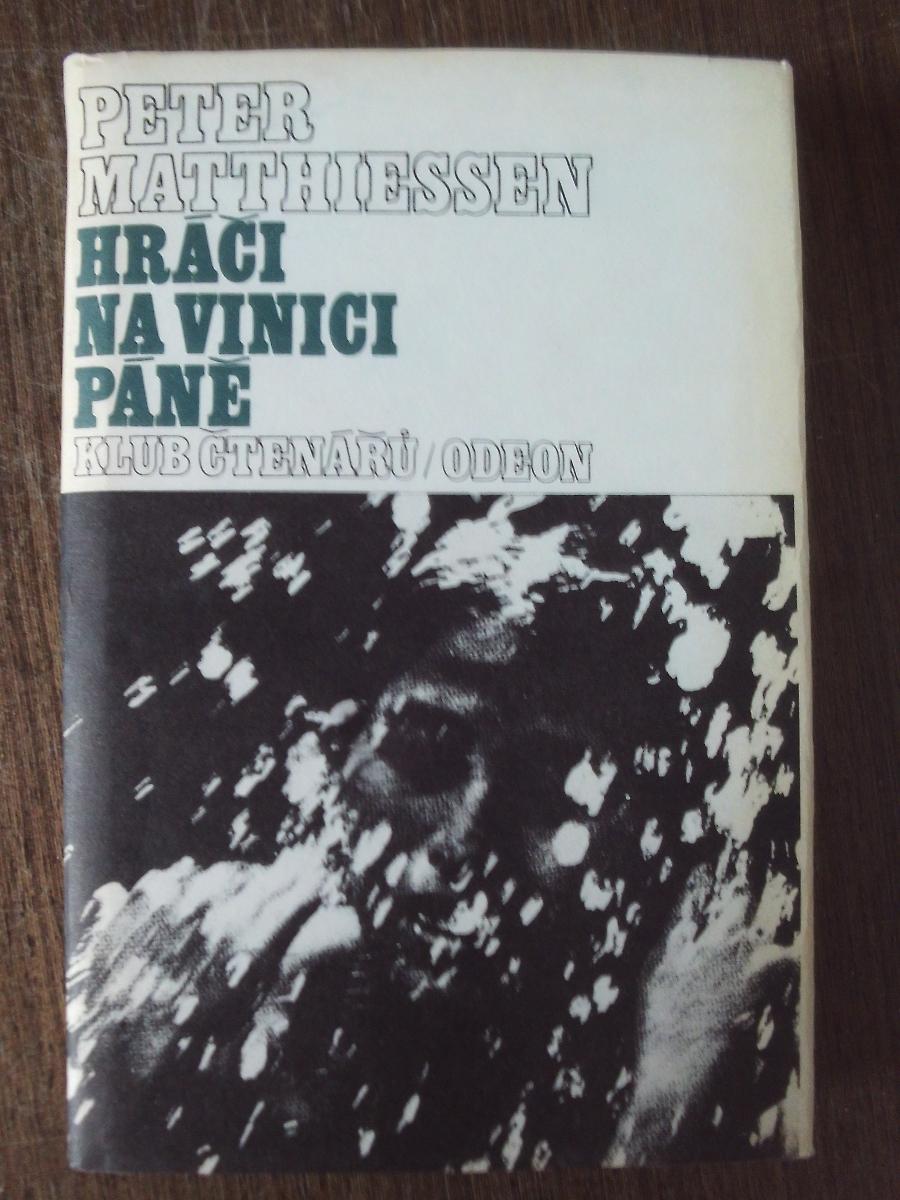 PETER
MATTHIESSEN
HRÁČI
NA VINICI
PÁNĚ
KLUB ČTENÁŘŮ / ODEON